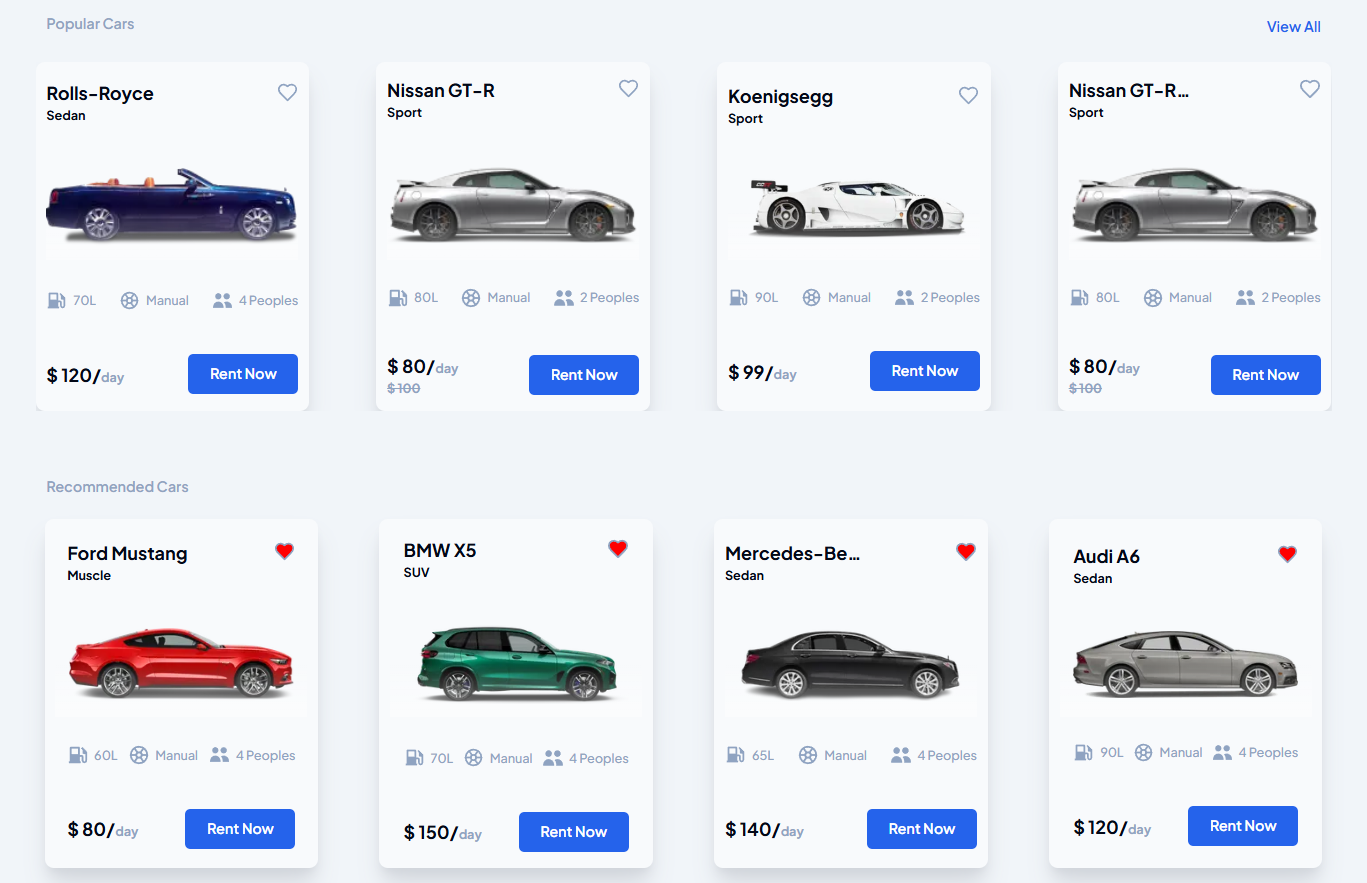 Popular Cars
View All
Rolls-Royce
Sedan
70L Manual 4 Peoples
$ 120/day
Rent Now
Nissan GT-R
Sport
80L Manual 2 Peoples
$ 80/day
$ 100
Rent Now
Koenigsegg
Sport
90L Manual 2 Peoples
$ 99/day
Rent Now
Nissan GT-R...
Sport
80L Manual 2 Peoples
$ 80/day
$ 100
Rent Now
Recommended Cars
Ford Mustang
Muscle
60L Manual 4 Peoples
$ 80/day
Rent Now
BMW X5
SUV
70L Manual 4 Peoples
$ 150/day
Rent Now
Mercedes-Be...
Sedan
65L Manual 4 Peoples
$ 140/day
Rent Now
Audi A6
Sedan
90L Manual 4 Peoples
$ 120/day
Rent Now